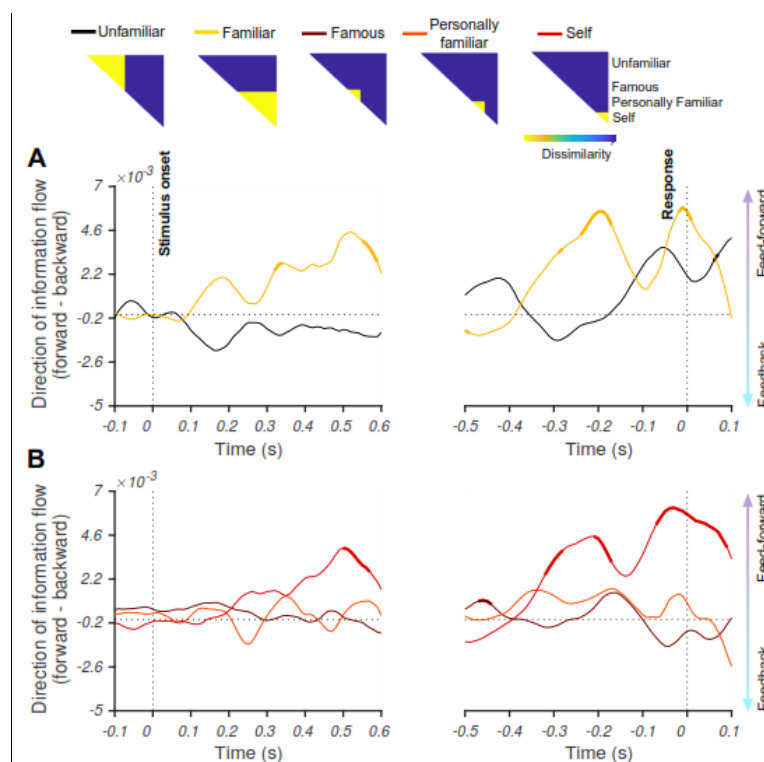 Unfamiliar Familiar Famous Personally familiar Self
Unfamiliar
Famous
Personally Familiar
Self
Dissimilarity
A
×10⁻³
Stimulus onset
Response
7
4.6
2.2
-0.2
-2.6
-5
Direction of information flow
(forward - backward)
-0.1 0 0.1 0.2 0.3 0.4 0.5 0.6
Time (s)
-0.5 -0.4 -0.3 -0.2 -0.1 0 0.1
Time (s)
Feed-forward
Feedback
B
×10⁻³
7
4.6
2.2
-0.2
-2.6
-5
Direction of information flow
(forward - backward)
-0.1 0 0.1 0.2 0.3 0.4 0.5 0.6
Time (s)
-0.5 -0.4 -0.3 -0.2 -0.1 0 0.1
Time (s)
Feed-forward
Feedback